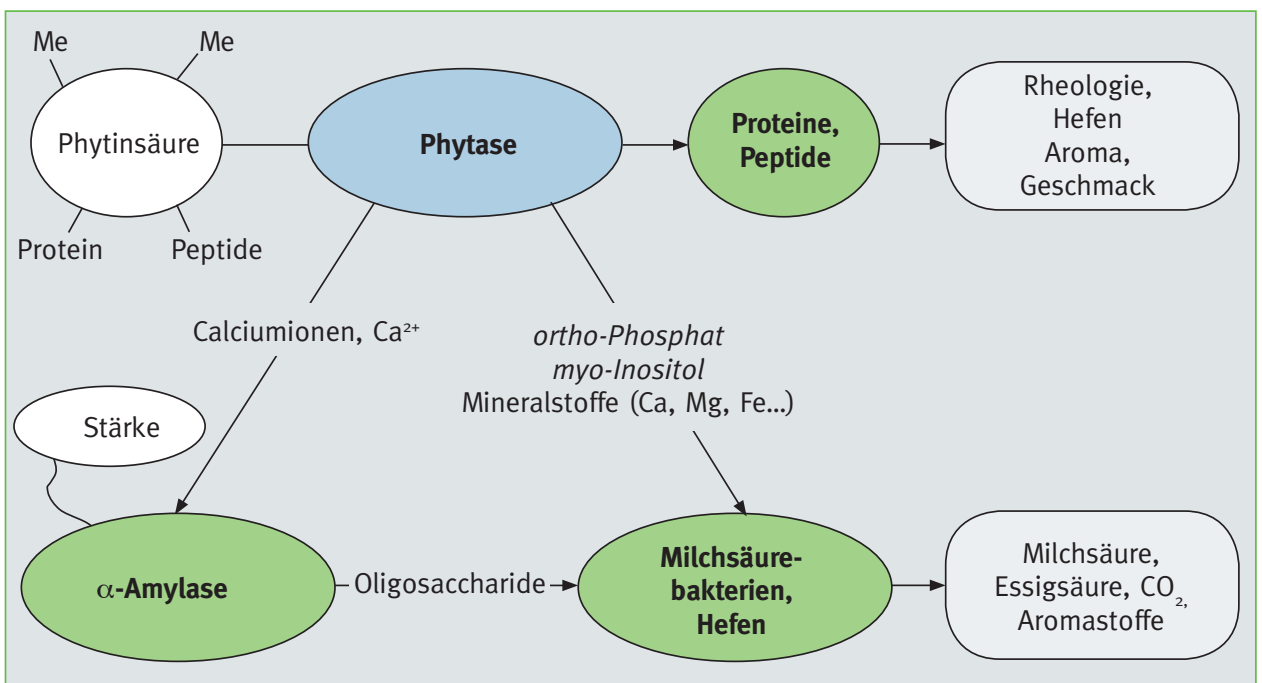 Me
Me
Phytinsäure
Protein
Peptide
Phytase
Proteine,
Peptide
Rheologie,
Hefen
Aroma,
Geschmack
Calciumionen, Ca²⁺
ortho-Phosphat
myo-Inositol
Mineralstoffe (Ca, Mg, Fe...)
Stärke
α-Amylase
Oligosaccharide
Milchsäure-
bakterien,
Hefen
Milchsäure,
Essigsäure, CO₂,
Aromastoffe